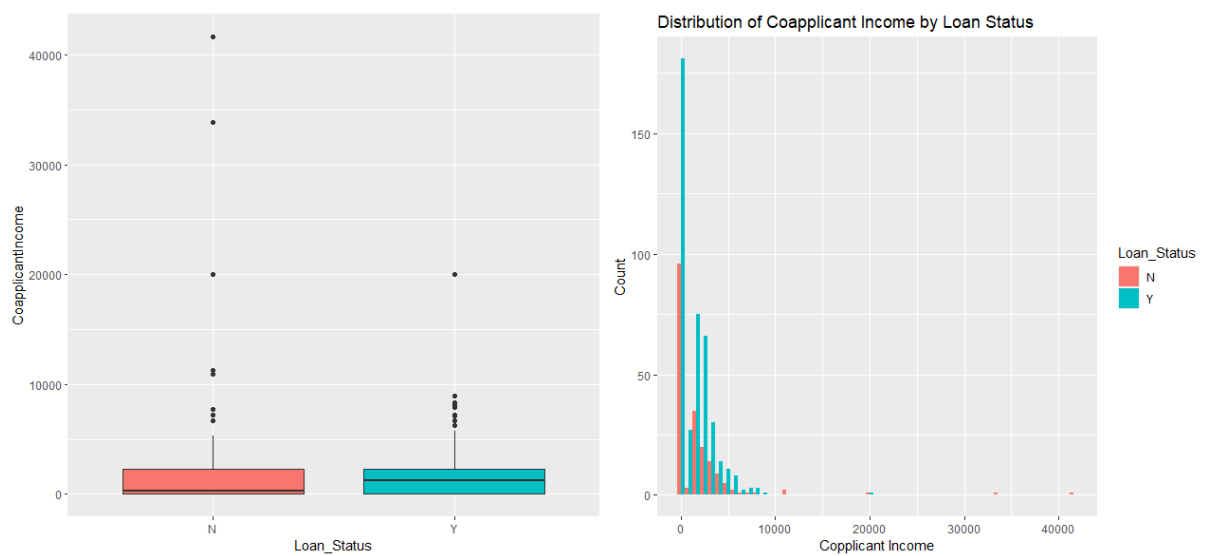 CoapplicantIncome
40000
30000
20000
10000
0
N
Y
Loan_Status
Distribution of Coapplicant Income by Loan Status
Count
150
100
50
0
0
10000
20000
30000
40000
Copplicant Income
Loan_Status
N
Y